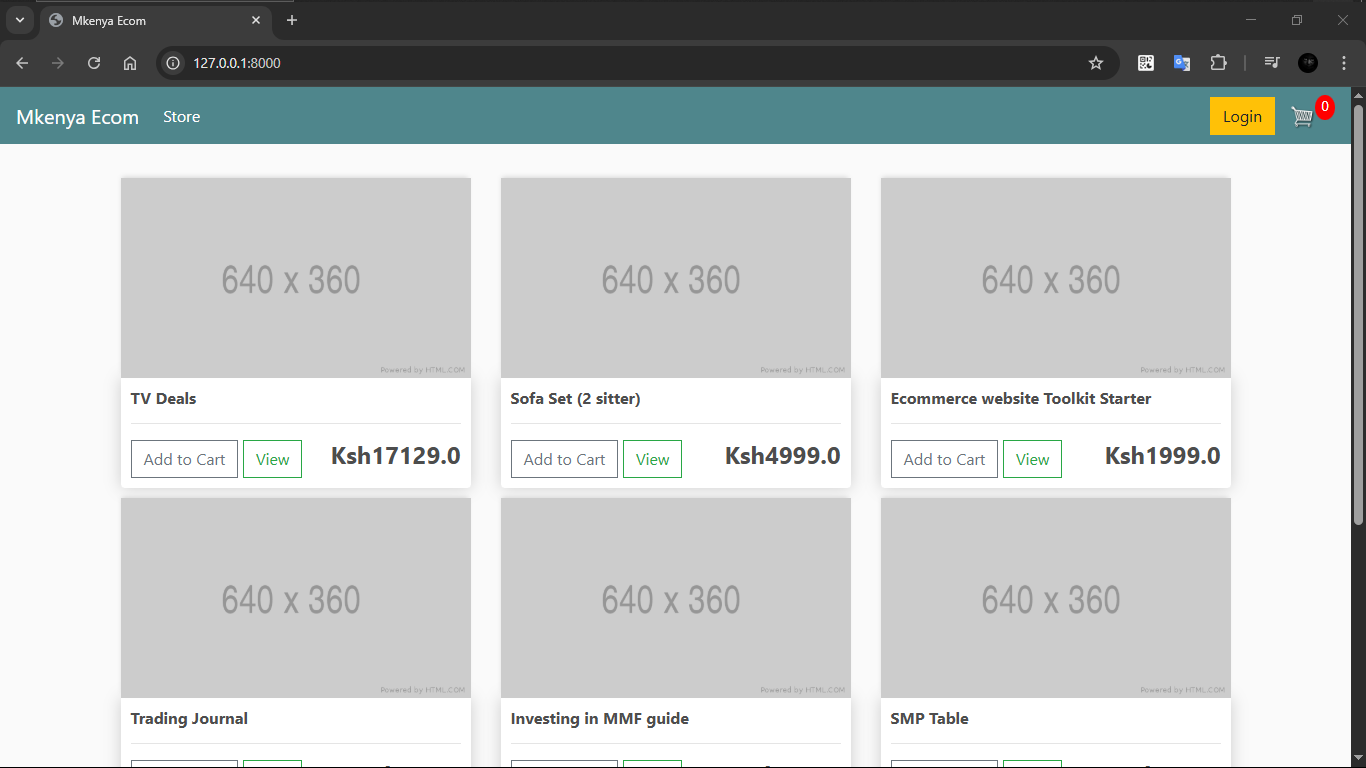 Mkenya Ecom
127.0.0.1:8000
Mkenya Ecom Store Login 0
640 x 360 640 x 360 640 x 360
Powered by HTML.COM Powered by HTML.COM Powered by HTML.COM
TV Deals Sofa Set (2 sitter) Ecommerce website Toolkit Starter
Add to Cart View Ksh17129.0 Add to Cart View Ksh4999.0 Add to Cart View Ksh1999.0
640 x 360 640 x 360 640 x 360
Powered by HTML.COM Powered by HTML.COM Powered by HTML.COM
Trading Journal Investing in MMF guide SMP Table